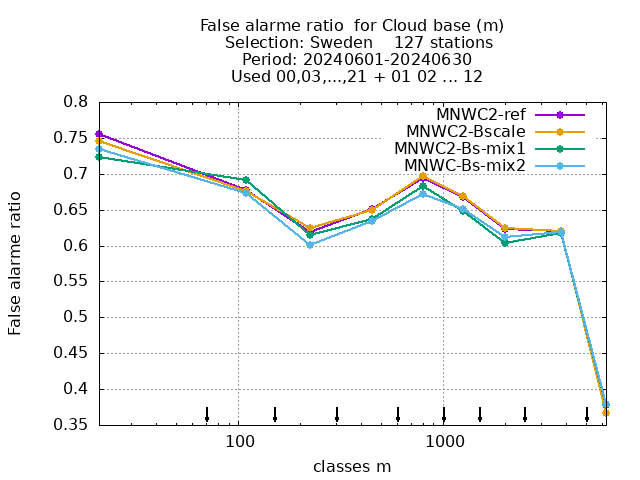 False alarme ratio  for Cloud base (m)
Selection: Sweden    127 stations
Period: 20240601-20240630
Used 00,03,...,21 + 01 02 ... 12
MNWC2-ref
MNWC2-Bscale
MNWC2-Bs-mix1
MNWC-Bs-mix2
False alarme ratio
0.8
0.75
0.7
0.65
0.6
0.55
0.5
0.45
0.4
0.35
100 1000
classes m